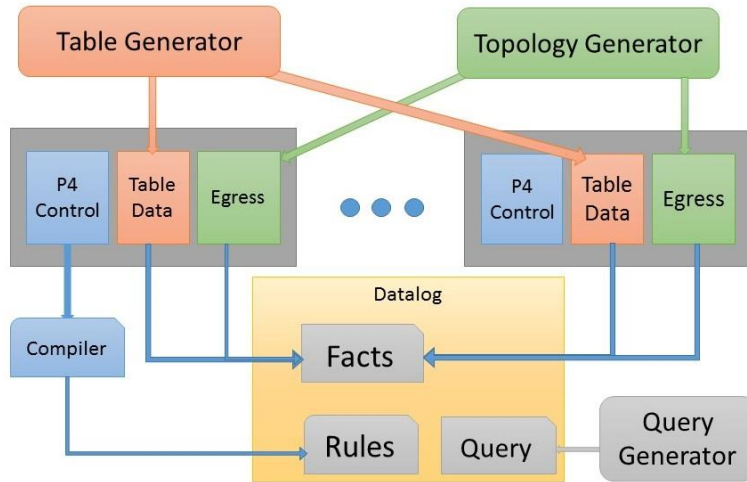 Table Generator
Topology Generator
P4
Control
Table
Data
Egress
P4
Control
Table
Data
Egress
Datalog
Compiler
Facts
Rules
Query
Query
Generator